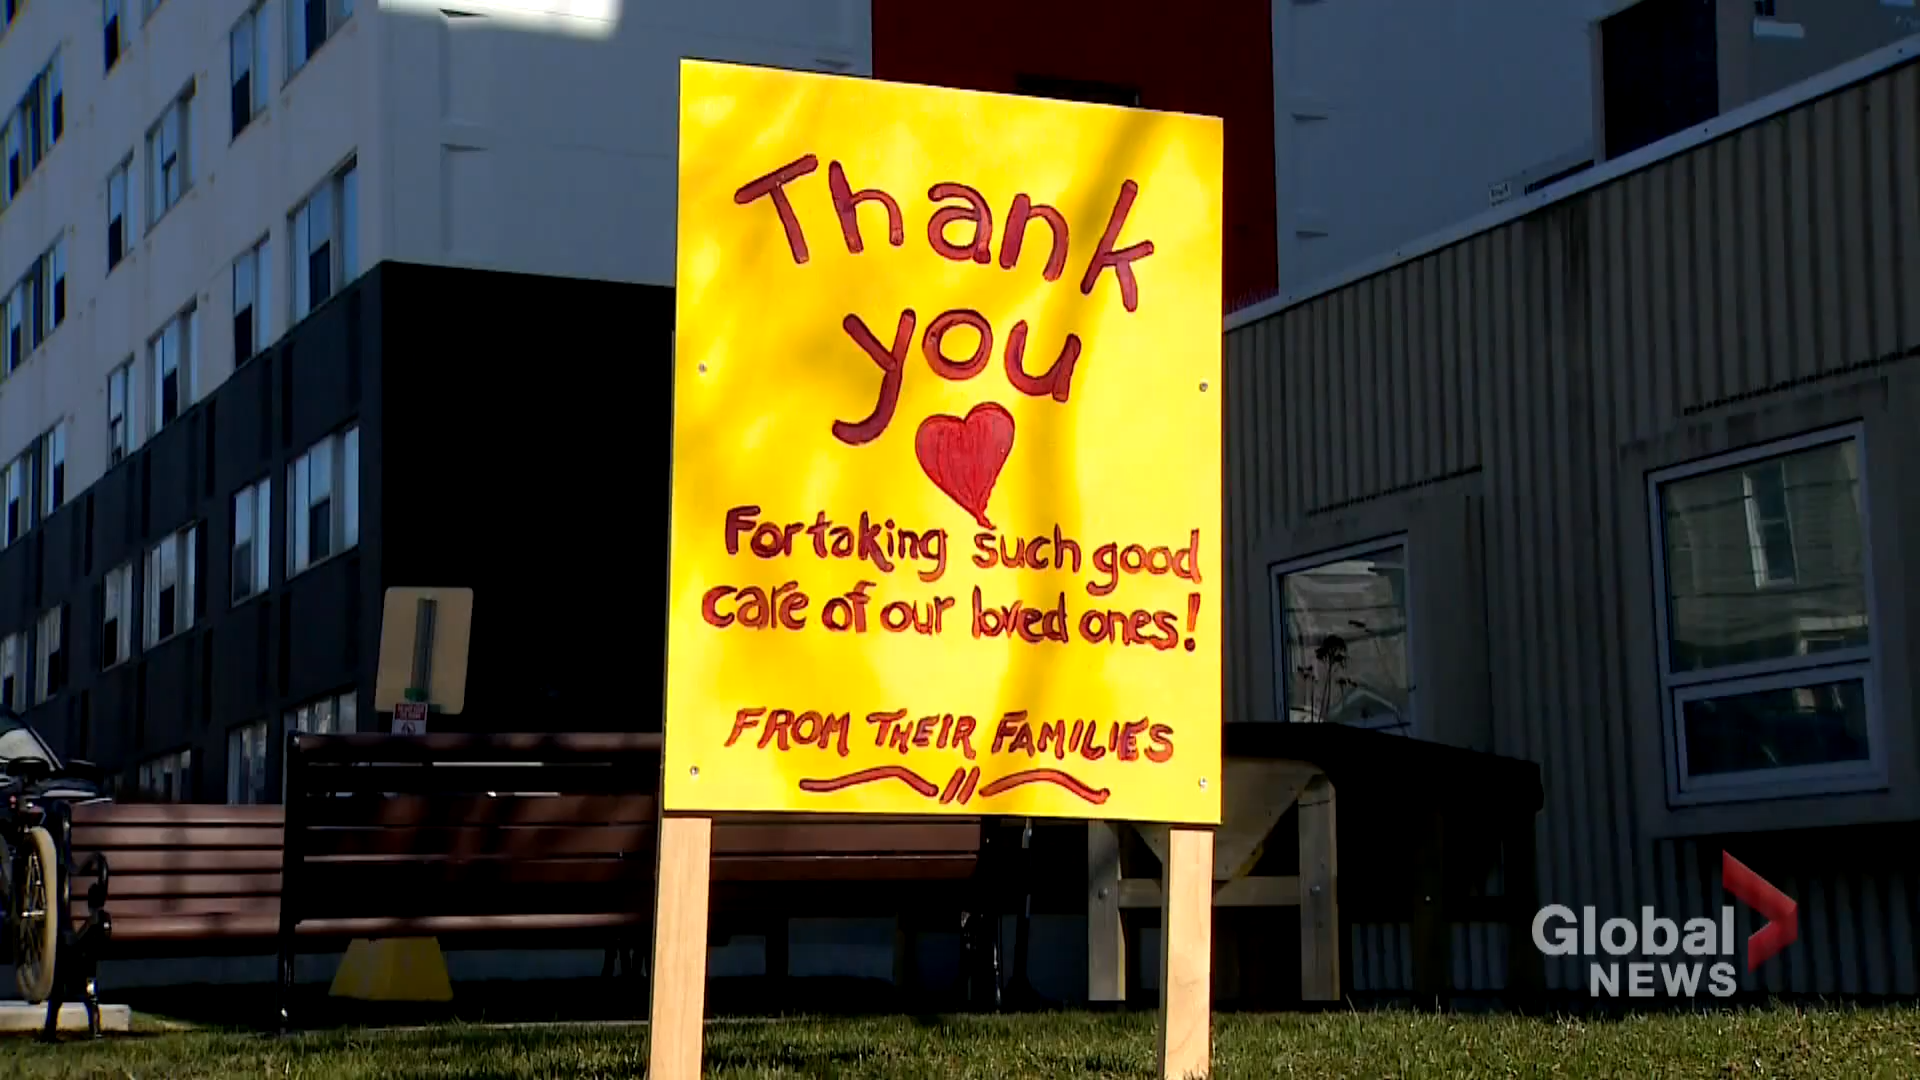 Thank
you
For taking such good
care of our loved ones!
FROM THEIR FAMILIES
Global
NEWS